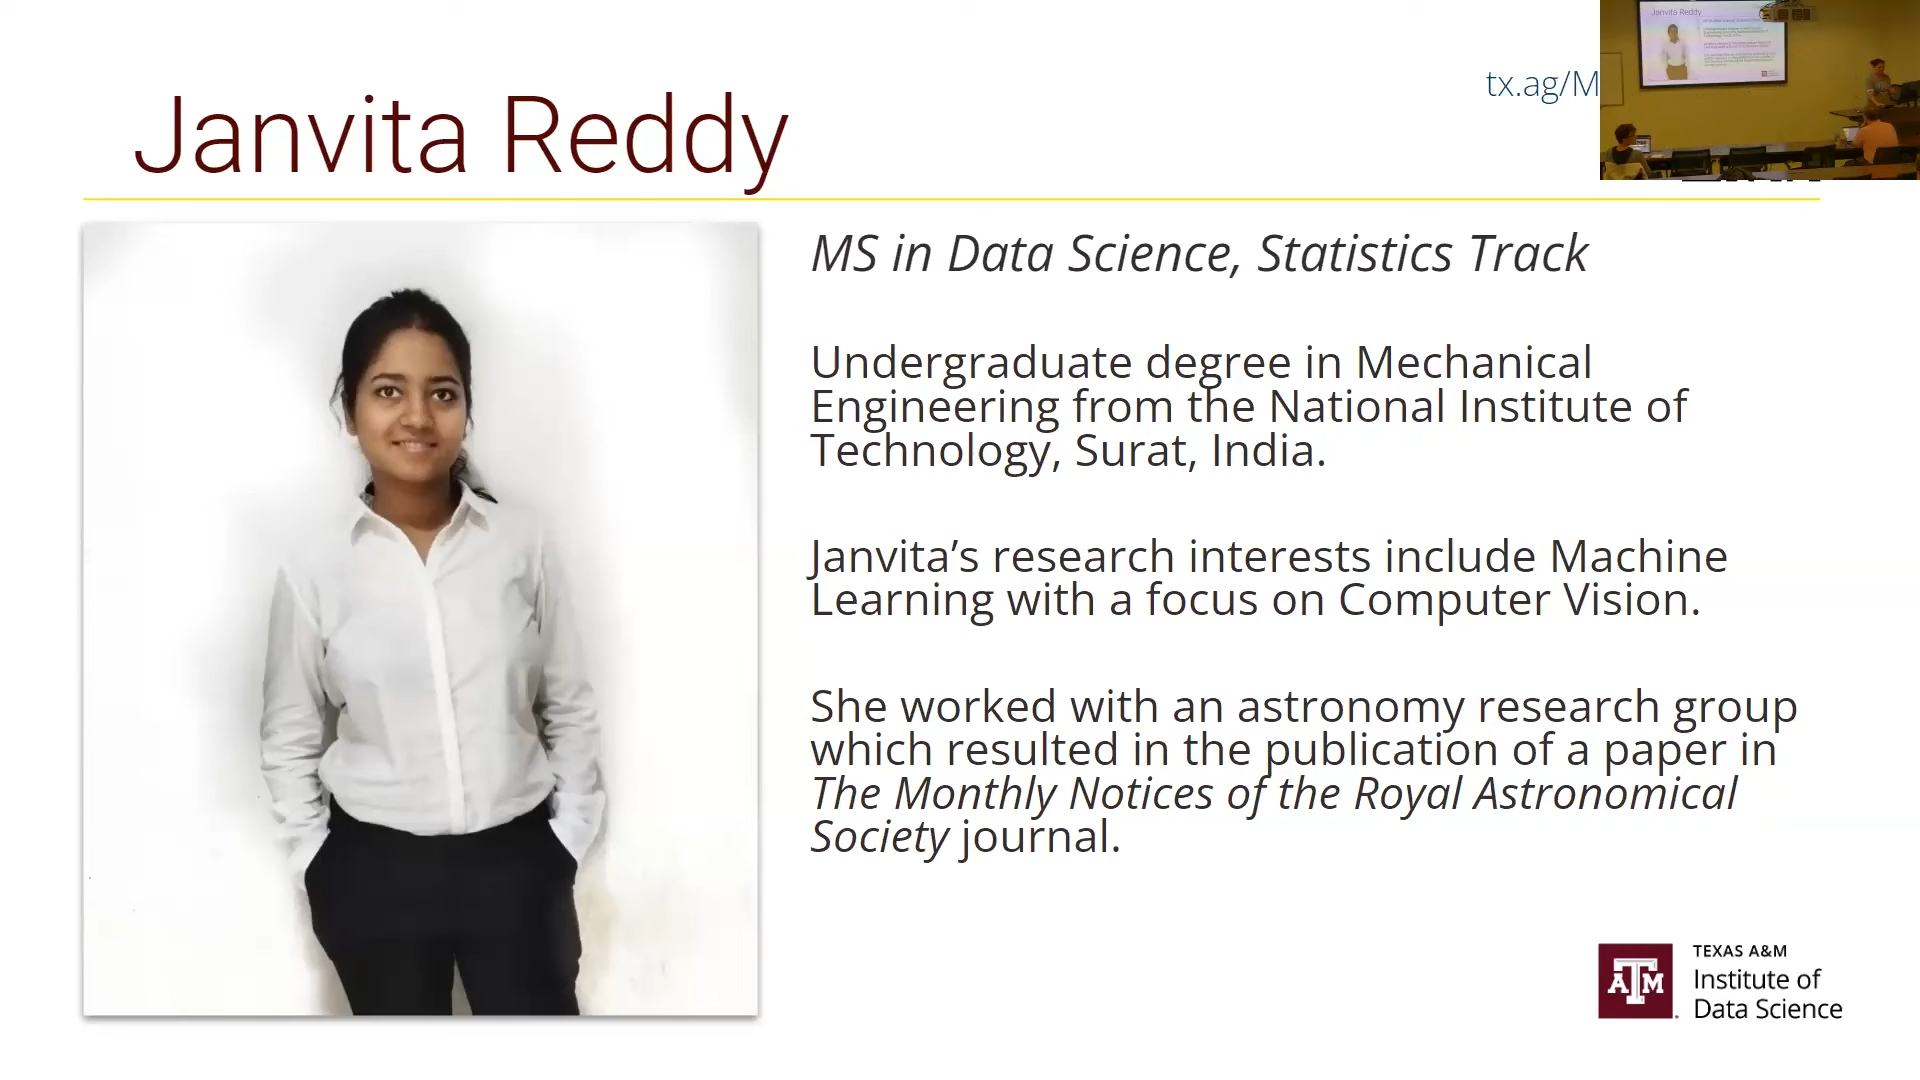 Janvita Reddy
tx.ag/M
MS in Data Science, Statistics Track
Undergraduate degree in Mechanical
Engineering from the National Institute of
Technology, Surat, India.
Janvita’s research interests include Machine
Learning with a focus on Computer Vision.
She worked with an astronomy research group
which resulted in the publication of a paper in
The Monthly Notices of the Royal Astronomical
Society journal.
ATM
TEXAS A&M
Institute of
Data Science
Janvita Reddy